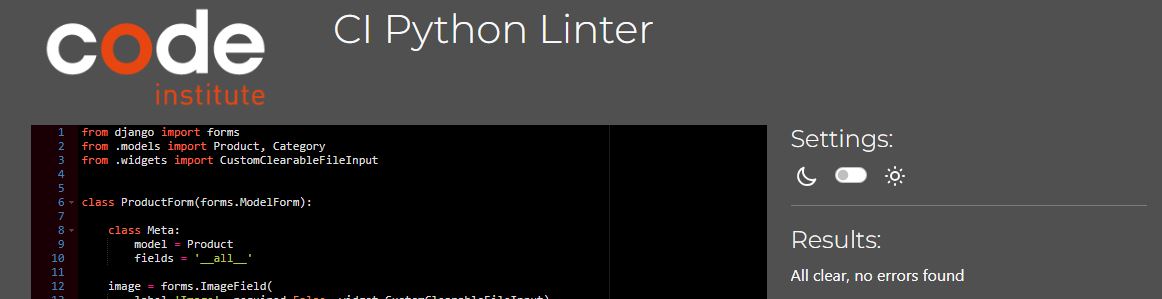 code
institute
CI Python Linter
1 from django import forms
2 from .models import Product, Category
3 from .widgets import CustomClearableFileInput
4
5
6 class ProductForm(forms.ModelForm):
7
8 class Meta:
9 model = Product
10 fields = '__all__'
11
12 image = forms.ImageField(
Settings:
Results:
All clear, no errors found